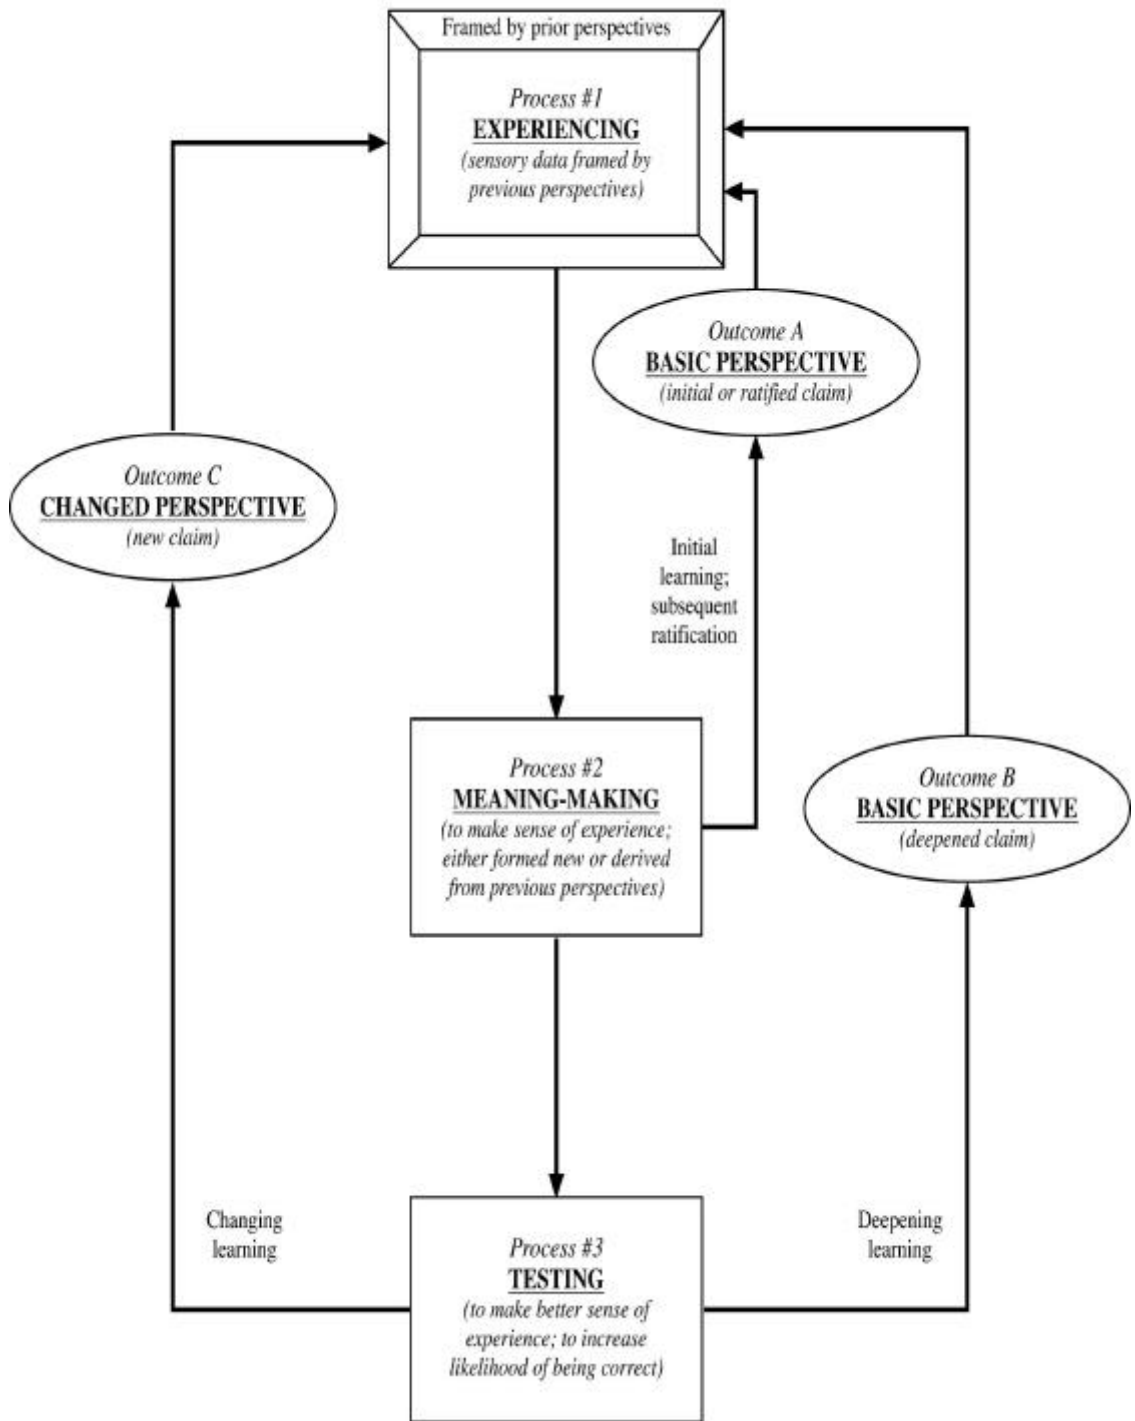 Framed by prior perspectives
Process #1
EXPERIENCING
(sensory data framed by
previous perspectives)
Outcome A
BASIC PERSPECTIVE
(initial or ratified claim)
Outcome C
CHANGED PERSPECTIVE
(new claim)
Initial
learning;
subsequent
ratification
Process #2
MEANING-MAKING
(to make sense of experience;
either formed new or derived
from previous perspectives)
Outcome B
BASIC PERSPECTIVE
(deepened claim)
Changing
learning
Deepening
learning
Process #3
TESTING
(to make better sense of
experience; to increase
likelihood of being correct)